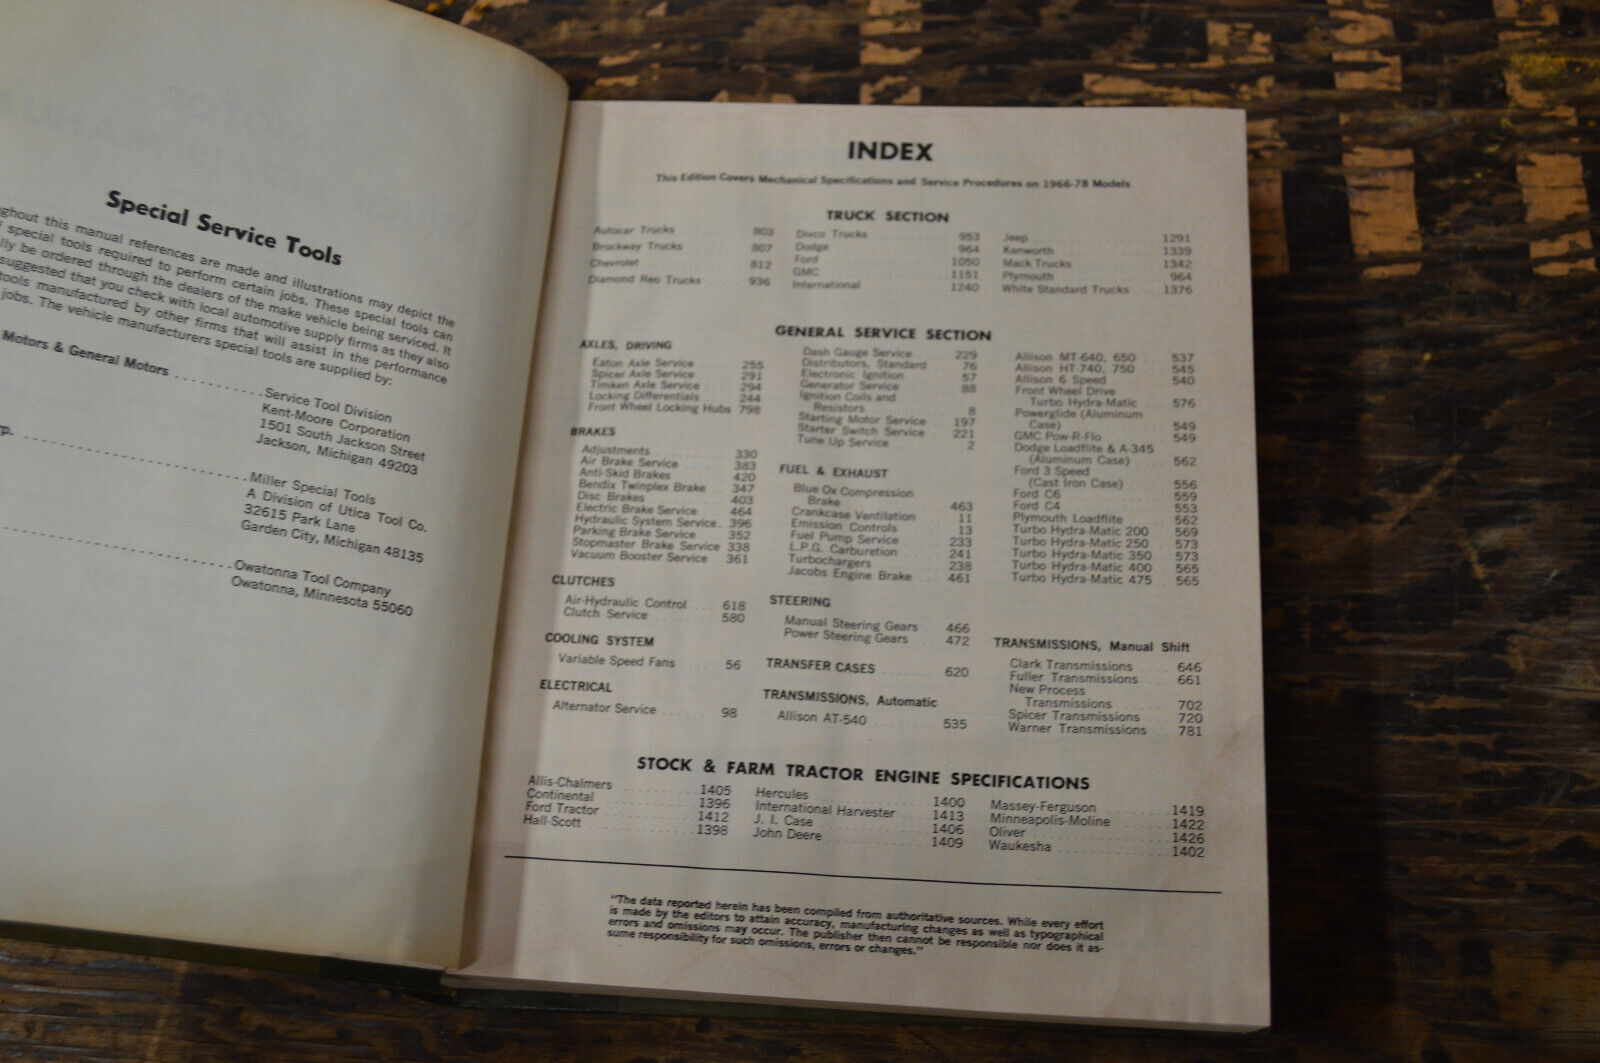 Special Service Tools
ghout this manual references are made and illustrations may depict the
special tools required to perform certain jobs. These special tools can
lly be ordered through the dealers of the make vehicle being serviced. It
suggested that you check with local automotive supply firms as they also
tools manufactured by other firms that will assist in the performance
jobs. The vehicle manufacturers special tools are supplied by:
Motors & General Motors
Service Tool Division
Kent-Moore Corporation
1501 South Jackson Street
Jackson, Michigan 49203
rp.
Miller Special Tools
A Division of Utica Tool Co.
32615 Park Lane
Garden City, Michigan 48135
Owatonna Tool Company
Owatonna, Minnesota 55060
INDEX
This Edition Covers Mechanical Specifications and Service Procedures on 1966-78 Models
TRUCK SECTION
Autocar Trucks 803
Brockway Trucks 807
Chevrolet 812
Diamond Reo Trucks 936
Divco Trucks 953
Dodge 964
Ford 1050
GMC 1151
International 1240
Jeep 1291
Kenworth 1339
Mack Trucks 1342
Plymouth 964
White Standard Trucks 1376
GENERAL SERVICE SECTION
AXLES, DRIVING
Eaton Axle Service 255
Spicer Axle Service 291
Timken Axle Service 294
Locking Differentials 244
Front Wheel Locking Hubs 798
BRAKES
Adjustments 330
Air Brake Service 383
Anti-Skid Brakes 420
Bendix Twinplex Brake 347
Disc Brakes 403
Electric Brake Service 464
Hydraulic System Service. 396
Parking Brake Service 352
Stopmaster Brake Service 338
Vacuum Booster Service 361
CLUTCHES
Air-Hydraulic Control 618
Clutch Service 580
COOLING SYSTEM
Variable Speed Fans 56
ELECTRICAL
Alternator Service 98
Dash Gauge Service 229
Distributors, Standard 76
Electronic Ignition 57
Generator Service 88
Ignition Coils and
Resistors 8
Starting Motor Service 197
Starter Switch Service 221
Tune Up Service 2
FUEL & EXHAUST
Blue Ox Compression
Brake 463
Crankcase Ventilation 11
Emission Controls 13
Fuel Pump Service 233
L.P.G. Carburetion 241
Turbochargers 238
Jacobs Engine Brake 461
STEERING
Manual Steering Gears 466
Power Steering Gears 472
TRANSFER CASES 620
TRANSMISSIONS, Automatic
Allison AT-540 535
Allison MT-640, 650 537
Allison HT-740, 750 545
Allison 6 Speed 540
Front Wheel Drive
Turbo Hydra-Matic 576
Powerglide (Aluminum
Case) 549
GMC Pow-R-Flo 549
Dodge Loadflite & A-345
(Aluminum Case) 562
Ford 3 Speed
(Cast Iron Case) 556
Ford C6 559
Ford C4 553
Plymouth Loadflite 562
Turbo Hydra-Matic 200 569
Turbo Hydra-Matic 250 573
Turbo Hydra-Matic 350 573
Turbo Hydra-Matic 400 565
Turbo Hydra-Matic 475 565
TRANSMISSIONS, Manual Shift
Clark Transmissions 646
Fuller Transmissions 661
New Process
Transmissions 702
Spicer Transmissions 720
Warner Transmissions 781
STOCK & FARM TRACTOR ENGINE SPECIFICATIONS
Allis-Chalmers 1405
Continental 1396
Ford Tractor 1412
Hall-Scott 1398
Hercules 1400
International Harvester 1413
J. I. Case 1406
John Deere 1409
Massey-Ferguson 1419
Minneapolis-Moline 1422
Oliver 1426
Waukesha 1402
"The data reported herein has been compiled from authoritative sources. While every effort
is made by the editors to attain accuracy, manufacturing changes as well as typographical
errors and omissions may occur. The publisher then cannot be responsible nor does it as-
sume responsibility for such omissions, errors or changes."